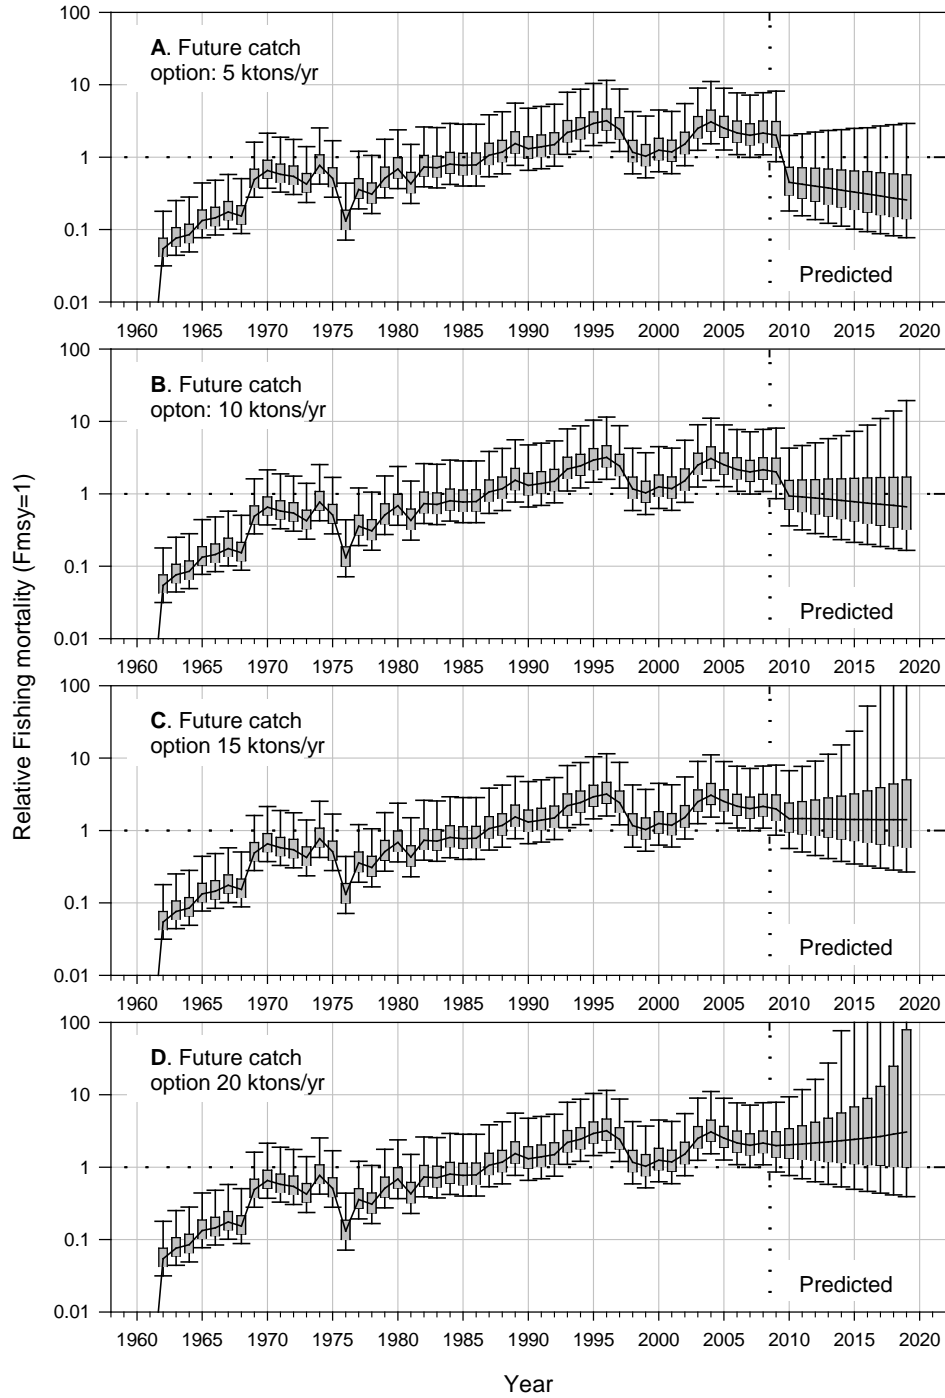 Relative Fishing mortality (Fmsy=1)
100
10
1
0.1
0.01
A. Future catch
option: 5 ktons/yr
Predicted
1960 1965 1970 1975 1980 1985 1990 1995 2000 2005 2010 2015 2020
100
10
1
0.1
0.01
B. Future catch
opton: 10 ktons/yr
Predicted
1960 1965 1970 1975 1980 1985 1990 1995 2000 2005 2010 2015 2020
100
10
1
0.1
0.01
C. Future catch
option 15 ktons/yr
Predicted
1960 1965 1970 1975 1980 1985 1990 1995 2000 2005 2010 2015 2020
100
10
1
0.1
0.01
D. Future catch
option 20 ktons/yr
Predicted
1960 1965 1970 1975 1980 1985 1990 1995 2000 2005 2010 2015 2020
Year